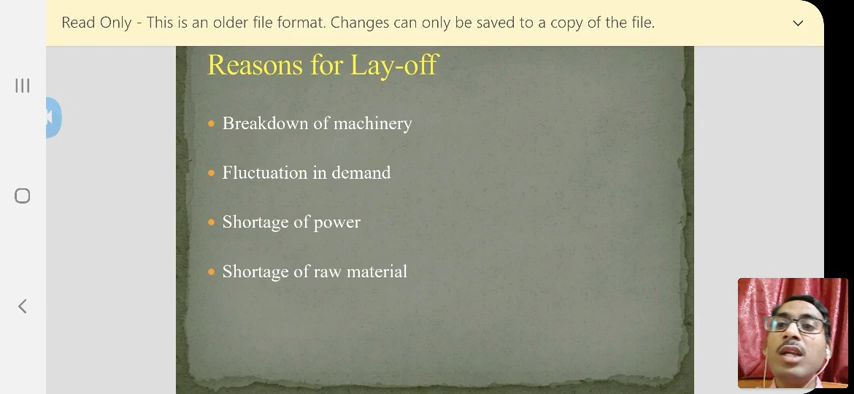 Read Only - This is an older file format. Changes can only be saved to a copy of the file.
Reasons for Lay-off
Breakdown of machinery
Fluctuation in demand
Shortage of power
Shortage of raw material